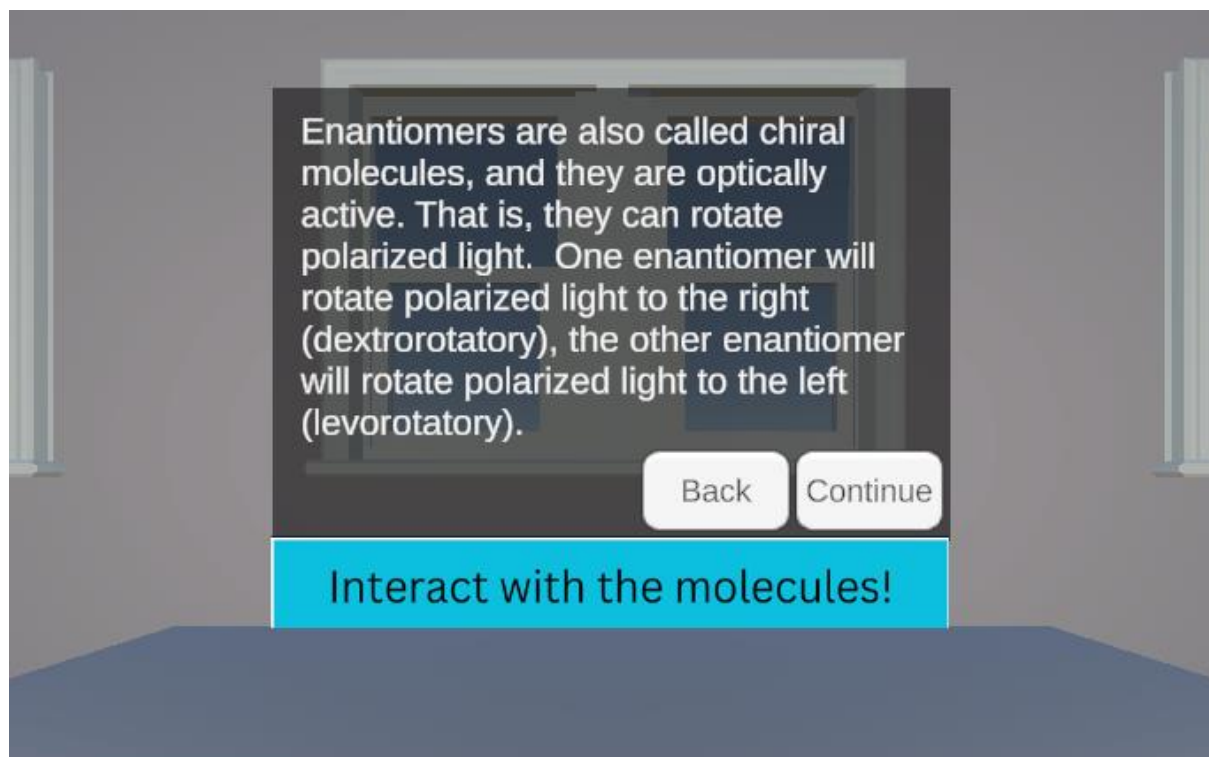 Enantiomers are also called chiral
molecules, and they are optically
active. That is, they can rotate
polarized light.  One enantiomer will
rotate polarized light to the right
(dextrorotatory), the other enantiomer
will rotate polarized light to the left
(levorotatory).
Back
Continue
Interact with the molecules!